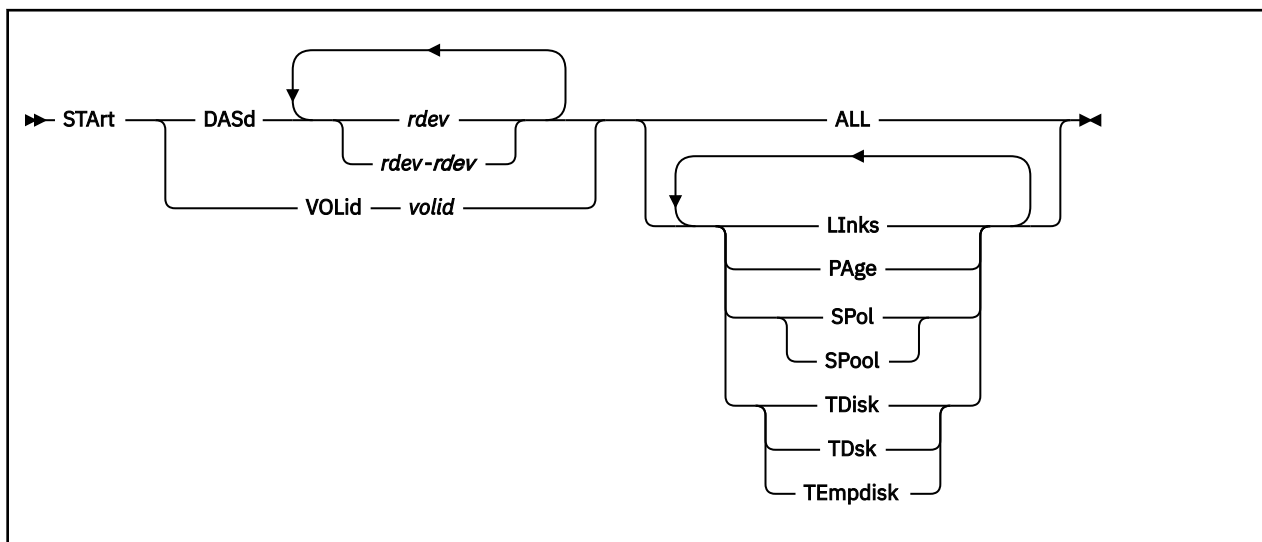 STArt DASd rdev ALL
rdev-rdev
VOLid volid
LInks
PAge
SPol
SPool
TDisk
TDsk
TEmpdisk